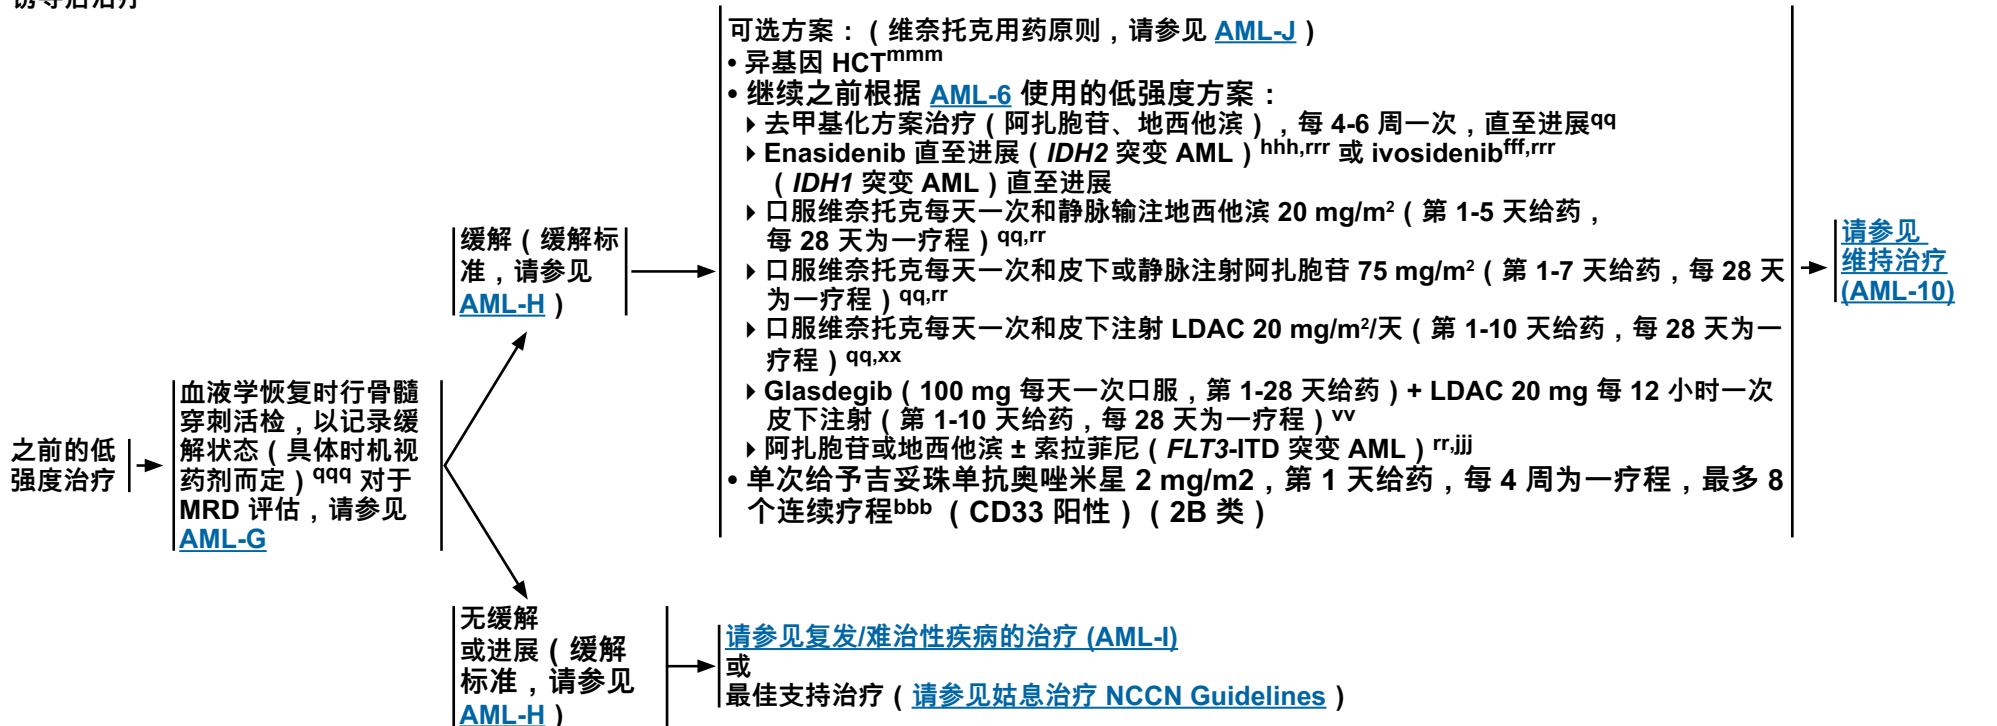 诱导后治疗
可选方案：（维奈托克用药原则，请参见 AML-J）
• 异基因 HCTmmm
• 继续之前根据 AML-6 使用的低强度方案：
▸ 去甲基化方案治疗（阿扎胞苷、地西他滨），每 4-6 周一次，直至进展qq
▸ Enasidenib 直至进展（IDH2 突变 AML）hhh,rrr 或 ivosidenibfff,rrr
（IDH1 突变 AML）直至进展
▸ 口服维奈托克每天一次和静脉输注地西他滨 20 mg/m²（第 1-5 天给药，
每 28 天为一疗程）qq,rr
▸ 口服维奈托克每天一次和皮下或静脉注射阿扎胞苷 75 mg/m²（第 1-7 天给药，每 28 天
为一疗程）qq,rr
▸ 口服维奈托克每天一次和皮下注射 LDAC 20 mg/m²/天（第 1-10 天给药，每 28 天为一
疗程）qq,xx
▸ Glasdegib（100 mg 每天一次口服，第 1-28 天给药）+ LDAC 20 mg 每 12 小时一次
皮下注射（第 1-10 天给药，每 28 天为一疗程）vv
▸ 阿扎胞苷或地西他滨 ± 索拉菲尼（FLT3-ITD 突变 AML）rr,jjj
• 单次给予吉妥珠单抗奥唑米星 2 mg/m2，第 1 天给药，每 4 周为一疗程，最多 8
个连续疗程bbb（CD33 阳性）（2B 类）
缓解（缓解标
准，请参见
AML-H）
请参见
维持治疗
(AML-10)
之前的低
强度治疗
血液学恢复时行骨髓
穿刺活检，以记录缓
解状态（具体时机视
药剂而定）qqq 对于
MRD 评估，请参见
AML-G
无缓解
或进展（缓解
标准，请参见
AML-H）
请参见复发/难治性疾病的治疗 (AML-I)
或
最佳支持治疗（请参见姑息治疗 NCCN Guidelines）